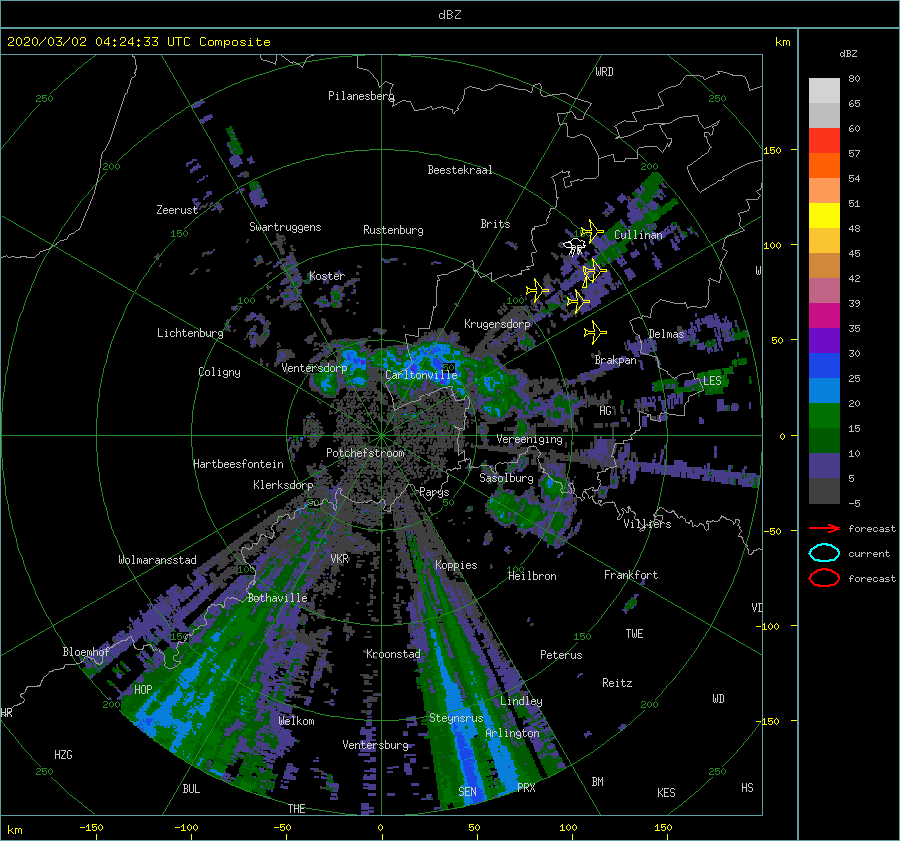 dBZ
2020/03/02 04:24:33 UTC Composite
km
dBZ
WRD
250
Pilanesberg
250
80
65
60
57
54
51
48
45
42
39
35
30
25
20
15
10
5
-5
150
100
50
0
-50
-100
-150
200
Beestekraal
200
Zeerust
150
Swartruggens
Rustenburg
Brits
Cullinan
W
Koster
100
100
Lichtenburg
Krugersdorp
Delmas
Coligny
Ventersdorp
Carltonville
Brakpan
LES
HG
Vereeniging
Potchefstroom
Hartbeesfontein
Klerksdorp
Parys
Sasolburg
50
50
Villiers
forecast
current
forecast
Wolmaransstad
VKR
Koppies
Heilbron
Frankfort
100
100
Bothaville
VD
150
150
TWE
Bloemhof
Kroonstad
Peterus
HOP
Reitz
WD
200
200
HR
Lindley
Welkom
Steynsrus
Arlington
HZG
Ventersburg
250
250
BUL
SEN
PRX
BM
KES
HS
THE
km
-150
-100
-50
0
50
100
150